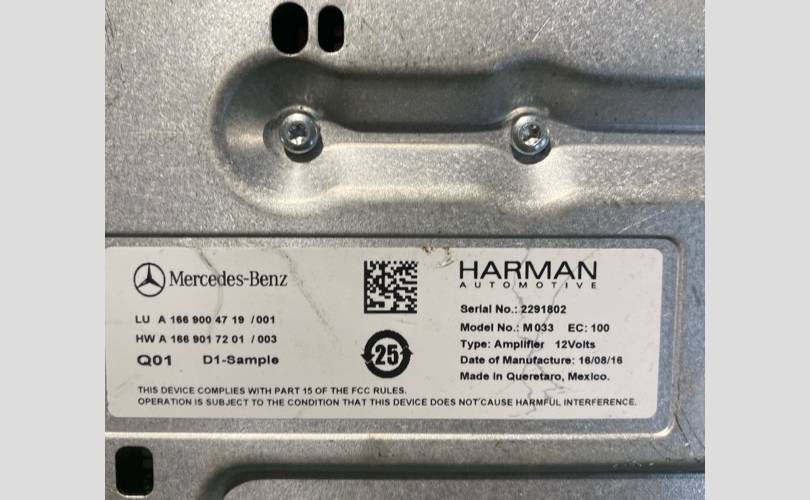 Mercedes-Benz
LU A 166 900 47 19 /001
HW A 166 901 72 01 /003
Q01 D1-Sample
25
HARMAN
AUTOMOTIVE
Serial No.: 2291802
Model No.: M033 EC: 100
Type: Amplifier 12Volts
Date of Manufacture: 16/08/16
Made in Queretaro, Mexico.
THIS DEVICE COMPLIES WITH PART 15 OF THE FCC RULES.
OPERATION IS SUBJECT TO THE CONDITION THAT THIS DEVICE DOES NOT CAUSE HARMFUL INTERFERENCE.